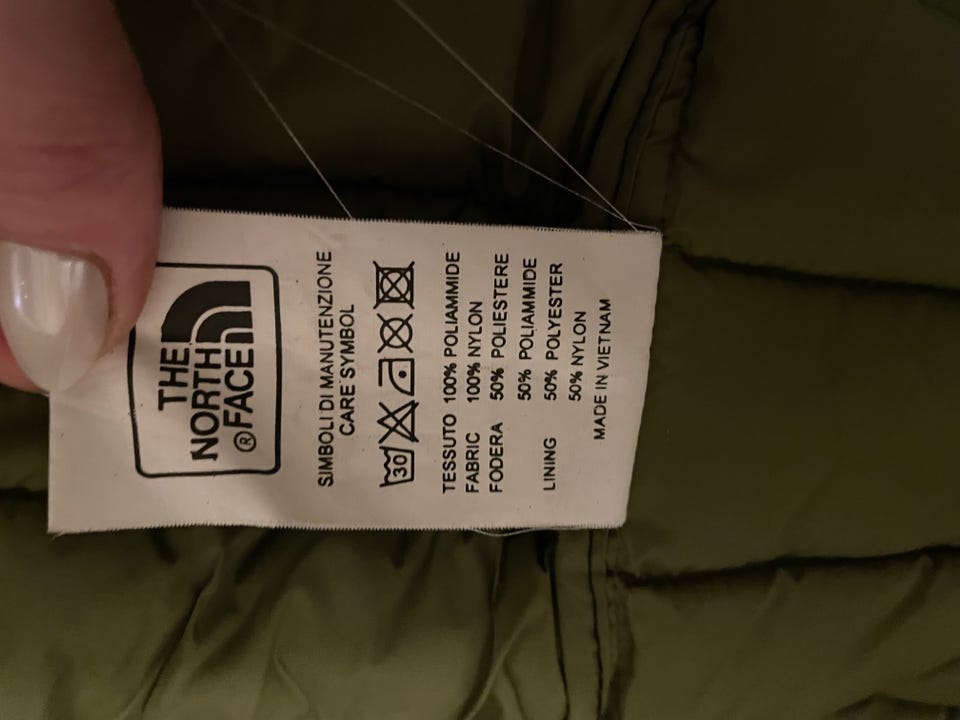 THE
NORTH
®FACE
SIMBOLI DI MANUTENZIONE
CARE SYMBOL
30
TESSUTO 100% POLIAMMIDE
FABRIC 100% NYLON
FODERA 50% POLIESTERE
50% POLIAMMIDE
LINING 50% POLYESTER
50% NYLON
MADE IN VIETNAM